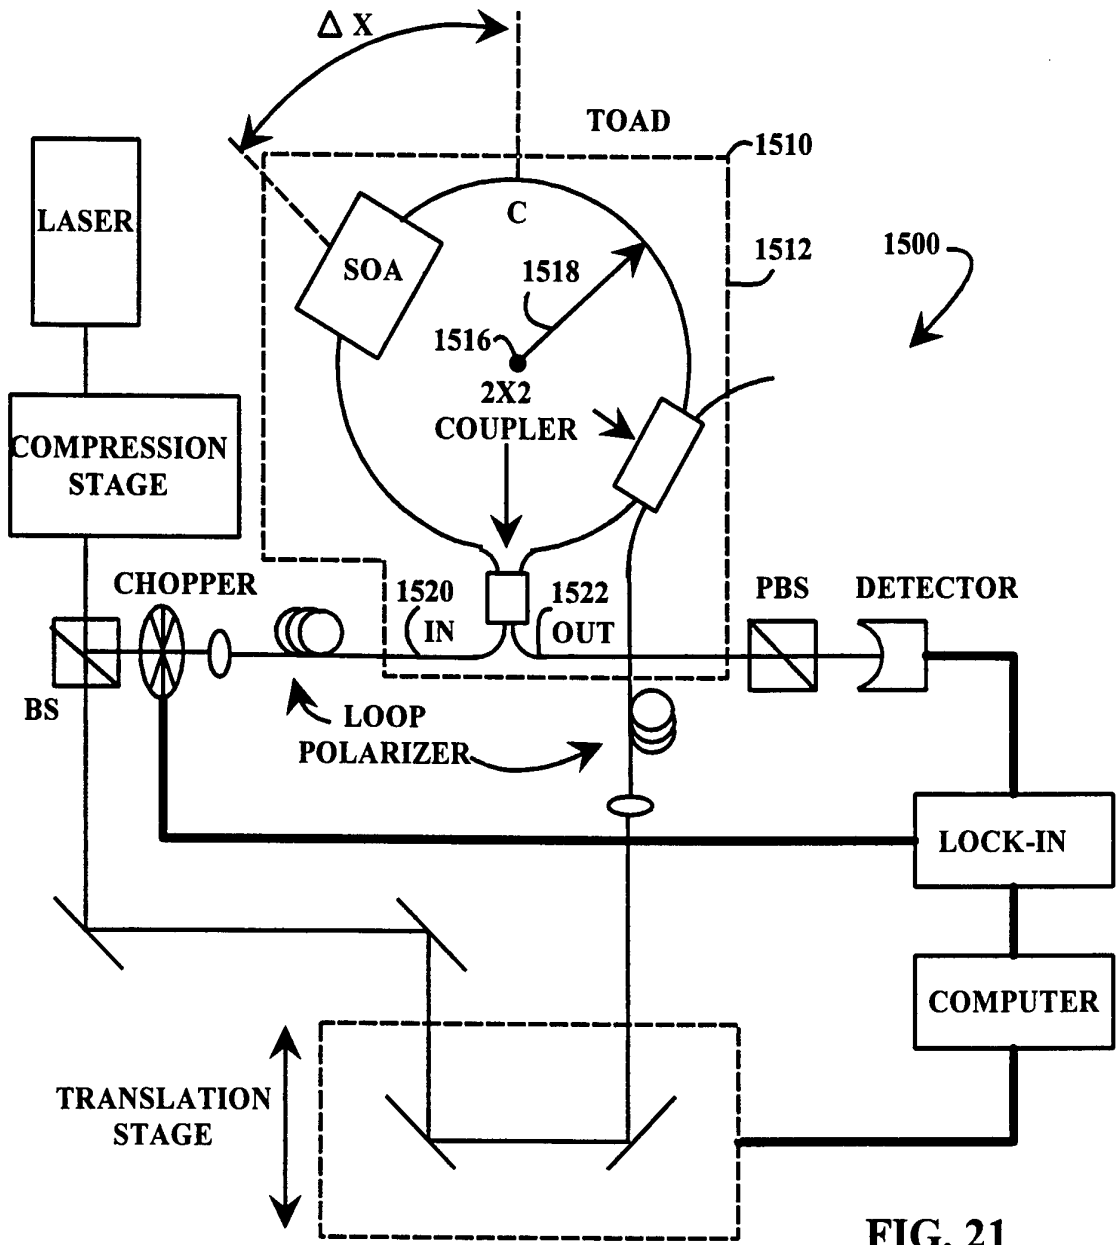 Δ X
TOAD
1510
LASER
C
1512
1500
SOA
1518
1516
2X2
COUPLER
COMPRESSION
STAGE
CHOPPER
1520
IN
1522
OUT
PBS
DETECTOR
BS
LOOP
POLARIZER
LOCK-IN
COMPUTER
TRANSLATION
STAGE
FIG. 21